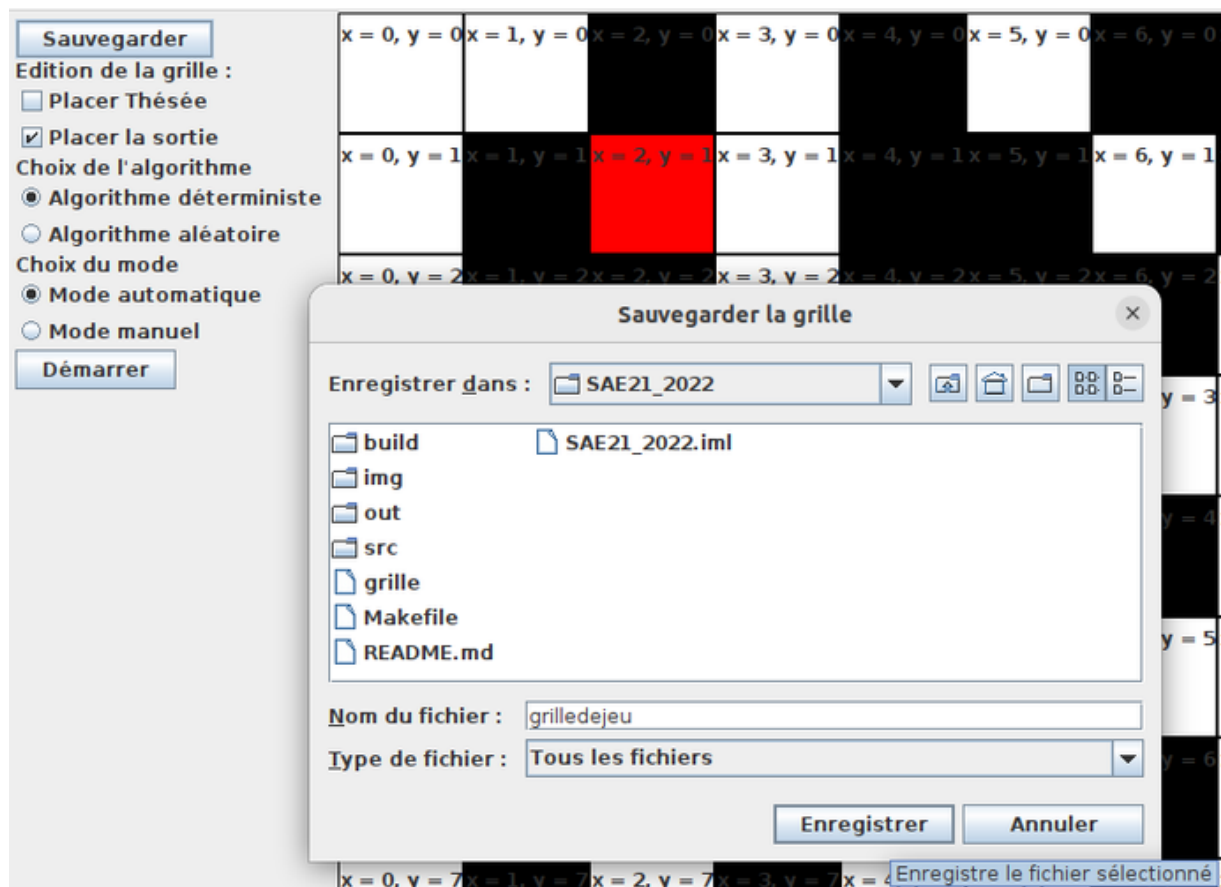 Sauvegarder
Edition de la grille :
Placer Thésée
Placer la sortie
Choix de l'algorithme
Algorithme déterministe
Algorithme aléatoire
Choix du mode
Mode automatique
Mode manuel
Démarrer
x = 0, y = 0 x = 1, y = 0 x = 2, y = 0 x = 3, y = 0 x = 4, y = 0 x = 5, y = 0 x = 6, y = 0
x = 0, y = 1 x = 1, y = 1 x = 2, y = 1 x = 3, y = 1 x = 4, y = 1 x = 5, y = 1 x = 6, y = 1
x = 0, y = 2 x = 1, y = 2 x = 2, y = 2 x = 3, y = 2 x = 4, y = 2 x = 5, y = 2 x = 6, y = 2
y = 3
y = 4
y = 5
y = 6
Sauvegarder la grille
Enregistrer dans : SAE21_2022
build
img
out
src
grille
Makefile
README.md
SAE21_2022.iml
Nom du fichier : grilledejeu
Type de fichier : Tous les fichiers
Enregistrer Annuler
Enregistre le fichier sélectionné
x = 0, y = 7 x = 1, y = 7 x = 2, y = 7 x = 3, y = 7 x = 4